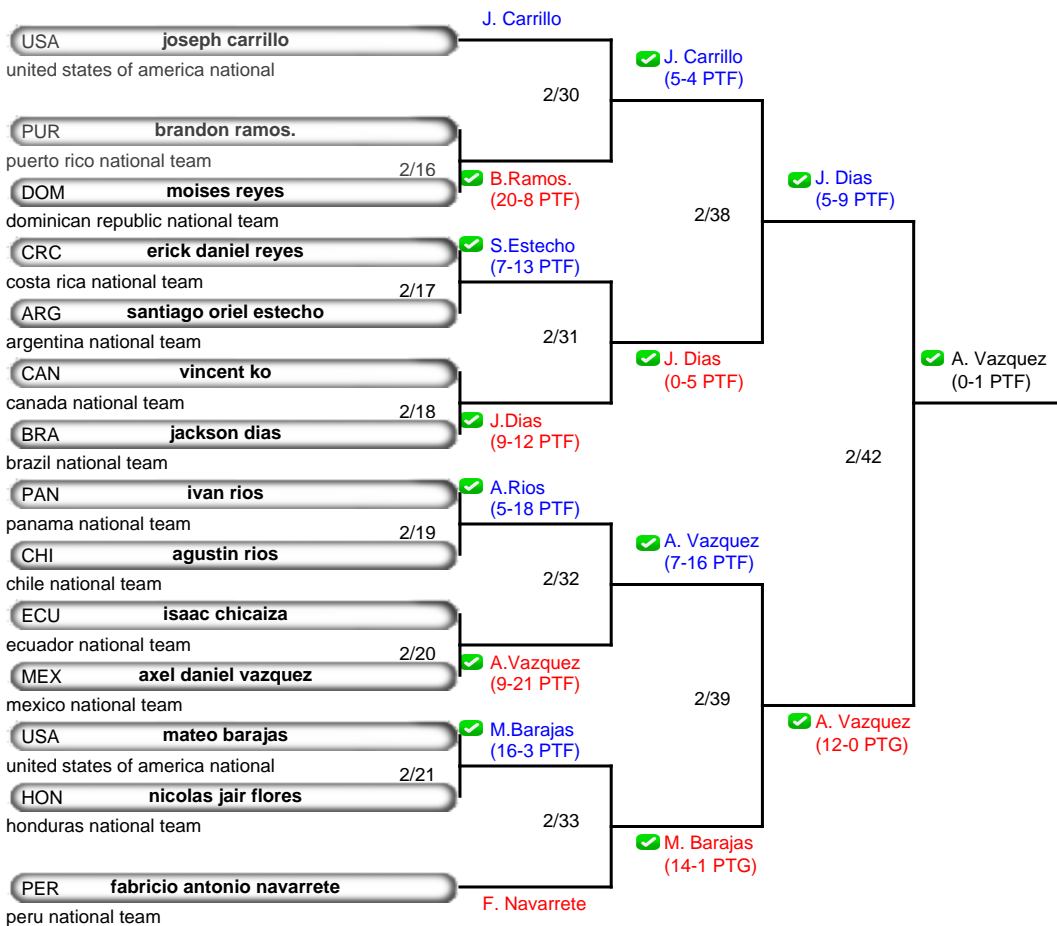 J. Carrillo
USA joseph carrillo
united states of america national
J. Carrillo
(5-4 PTF)
2/30
PUR brandon ramos.
puerto rico national team
2/16
DOM moises reyes
dominican republic national team
B.Ramos.
(20-8 PTF)
J. Dias
(5-9 PTF)
2/38
CRC erick daniel reyes
costa rica national team
S.Estecho
(7-13 PTF)
2/17
ARG santiago oriel estecho
argentina national team
2/31
J. Dias
(0-5 PTF)
A. Vazquez
(0-1 PTF)
CAN vincent ko
canada national team
2/18
BRA jackson dias
brazil national team
J.Dias
(9-12 PTF)
2/42
PAN ivan rios
panama national team
A.Rios
(5-18 PTF)
2/19
CHI agustin rios
chile national team
A. Vazquez
(7-16 PTF)
2/32
ECU isaac chicaiza
ecuador national team
2/20
MEX axel daniel vazquez
mexico national team
A.Vazquez
(9-21 PTF)
2/39
A. Vazquez
(12-0 PTG)
USA mateo barajas
united states of america national
M.Barajas
(16-3 PTF)
2/21
HON nicolas jair flores
honduras national team
2/33
M. Barajas
(14-1 PTG)
PER fabricio antonio navarrete
peru national team
F. Navarrete